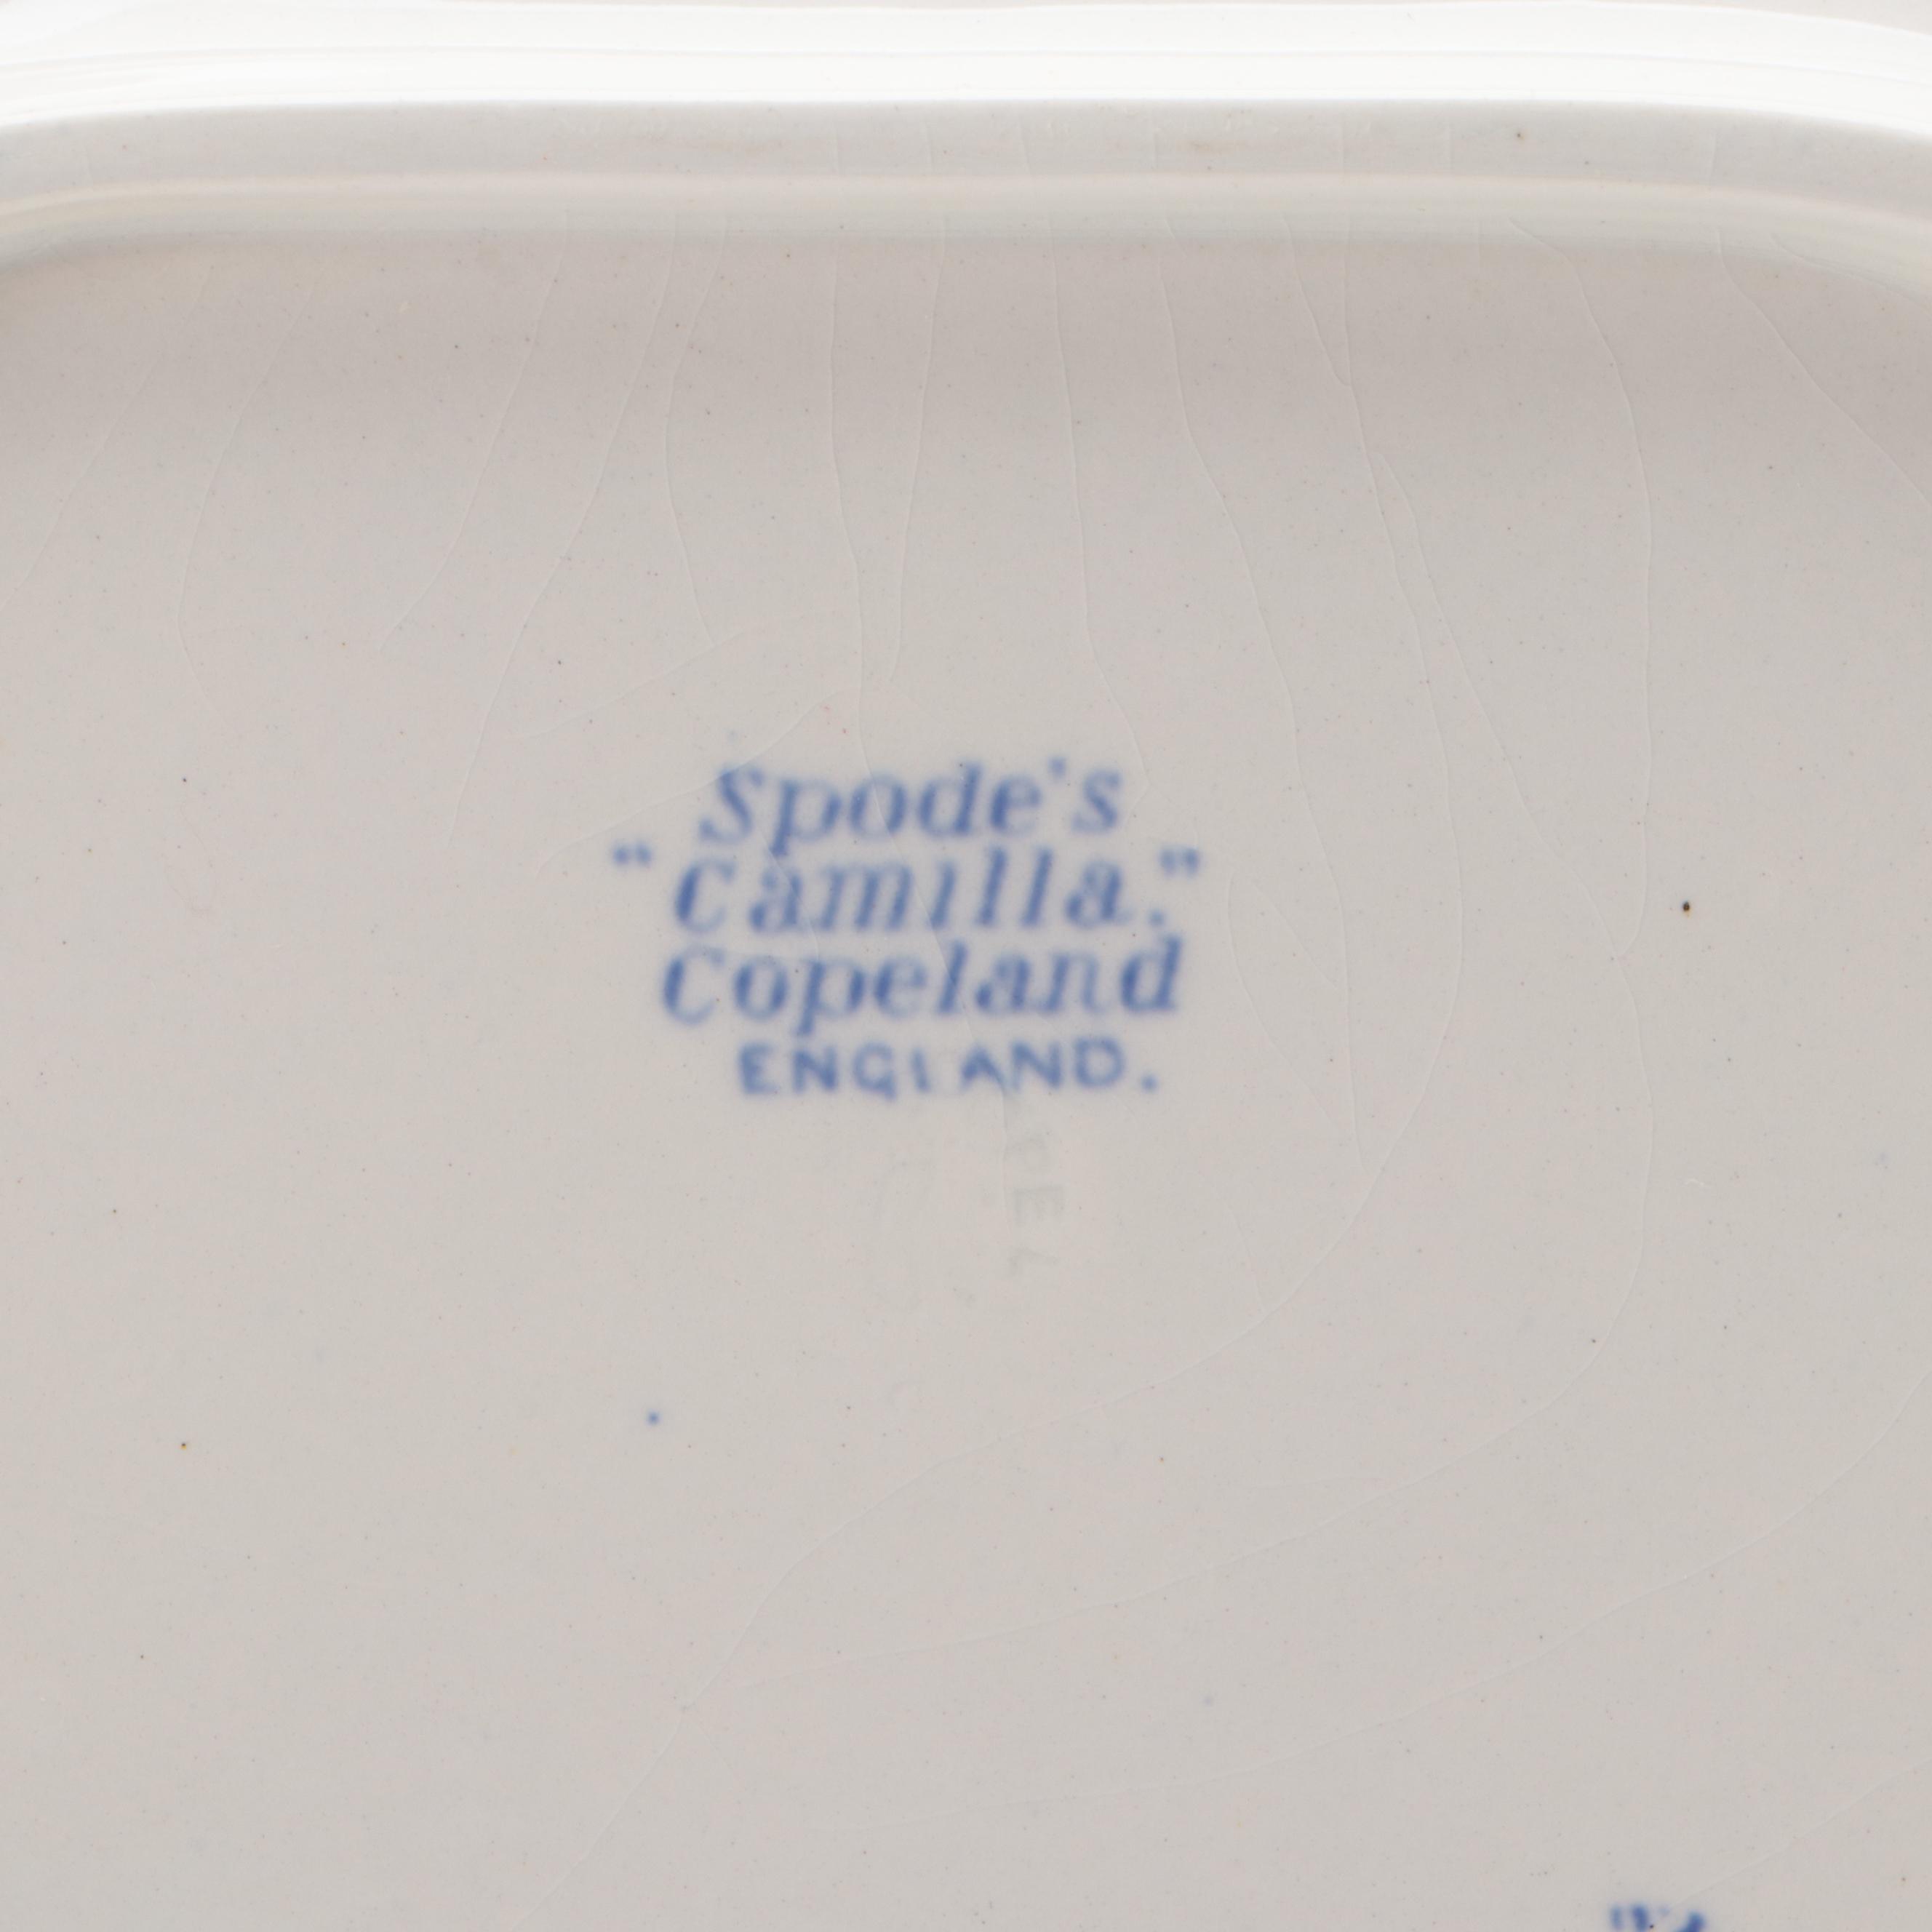 Spode's
"Camilla."
Copeland
ENGLAND.